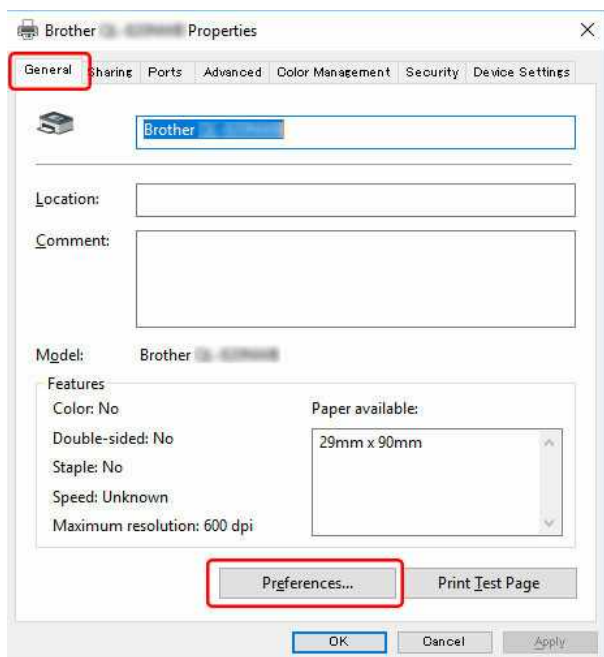 Brother Properties
General Sharing Ports Advanced Color Management Security Device Settings
Brother
Location:
Comment:
Model: Brother
Features
Color: No
Paper available:
Double-sided: No
29mm x 90mm
Staple: No
Speed: Unknown
Maximum resolution: 600 dpi
Preferences... Print Test Page
OK Cancel Apply